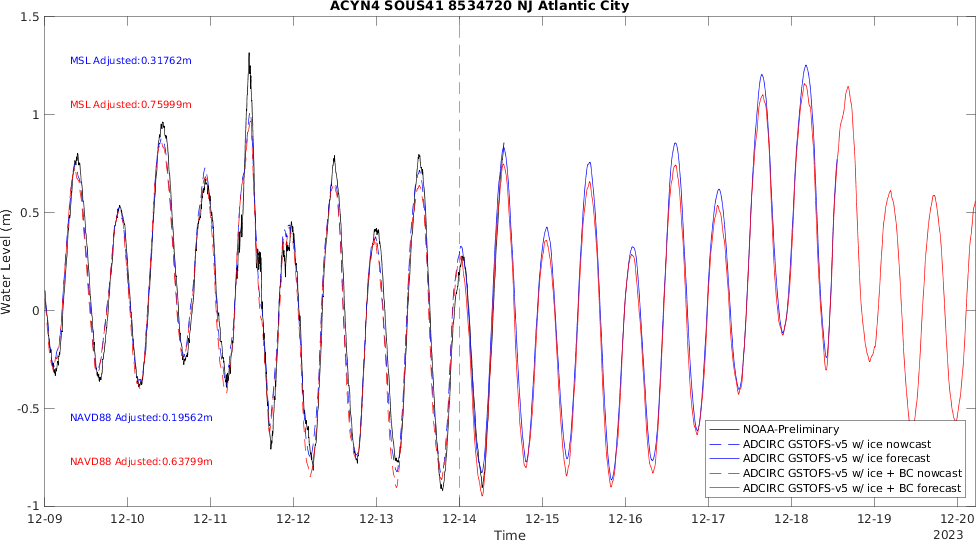 ACYN4 SOUS41 8534720 NJ Atlantic City
1.5
1
0.5
0
-0.5
-1
Water Level (m)
MSL Adjusted:0.31762m
MSL Adjusted:0.75999m
NAVD88 Adjusted:0.19562m
NAVD88 Adjusted:0.63799m
NOAA-Preliminary
ADCIRC GSTOFS-v5 w/ ice nowcast
ADCIRC GSTOFS-v5 w/ ice forecast
ADCIRC GSTOFS-v5 w/ ice + BC nowcast
ADCIRC GSTOFS-v5 w/ ice + BC forecast
12-09 12-10 12-11 12-12 12-13 12-14 12-15 12-16 12-17 12-18 12-19 12-20
Time
2023